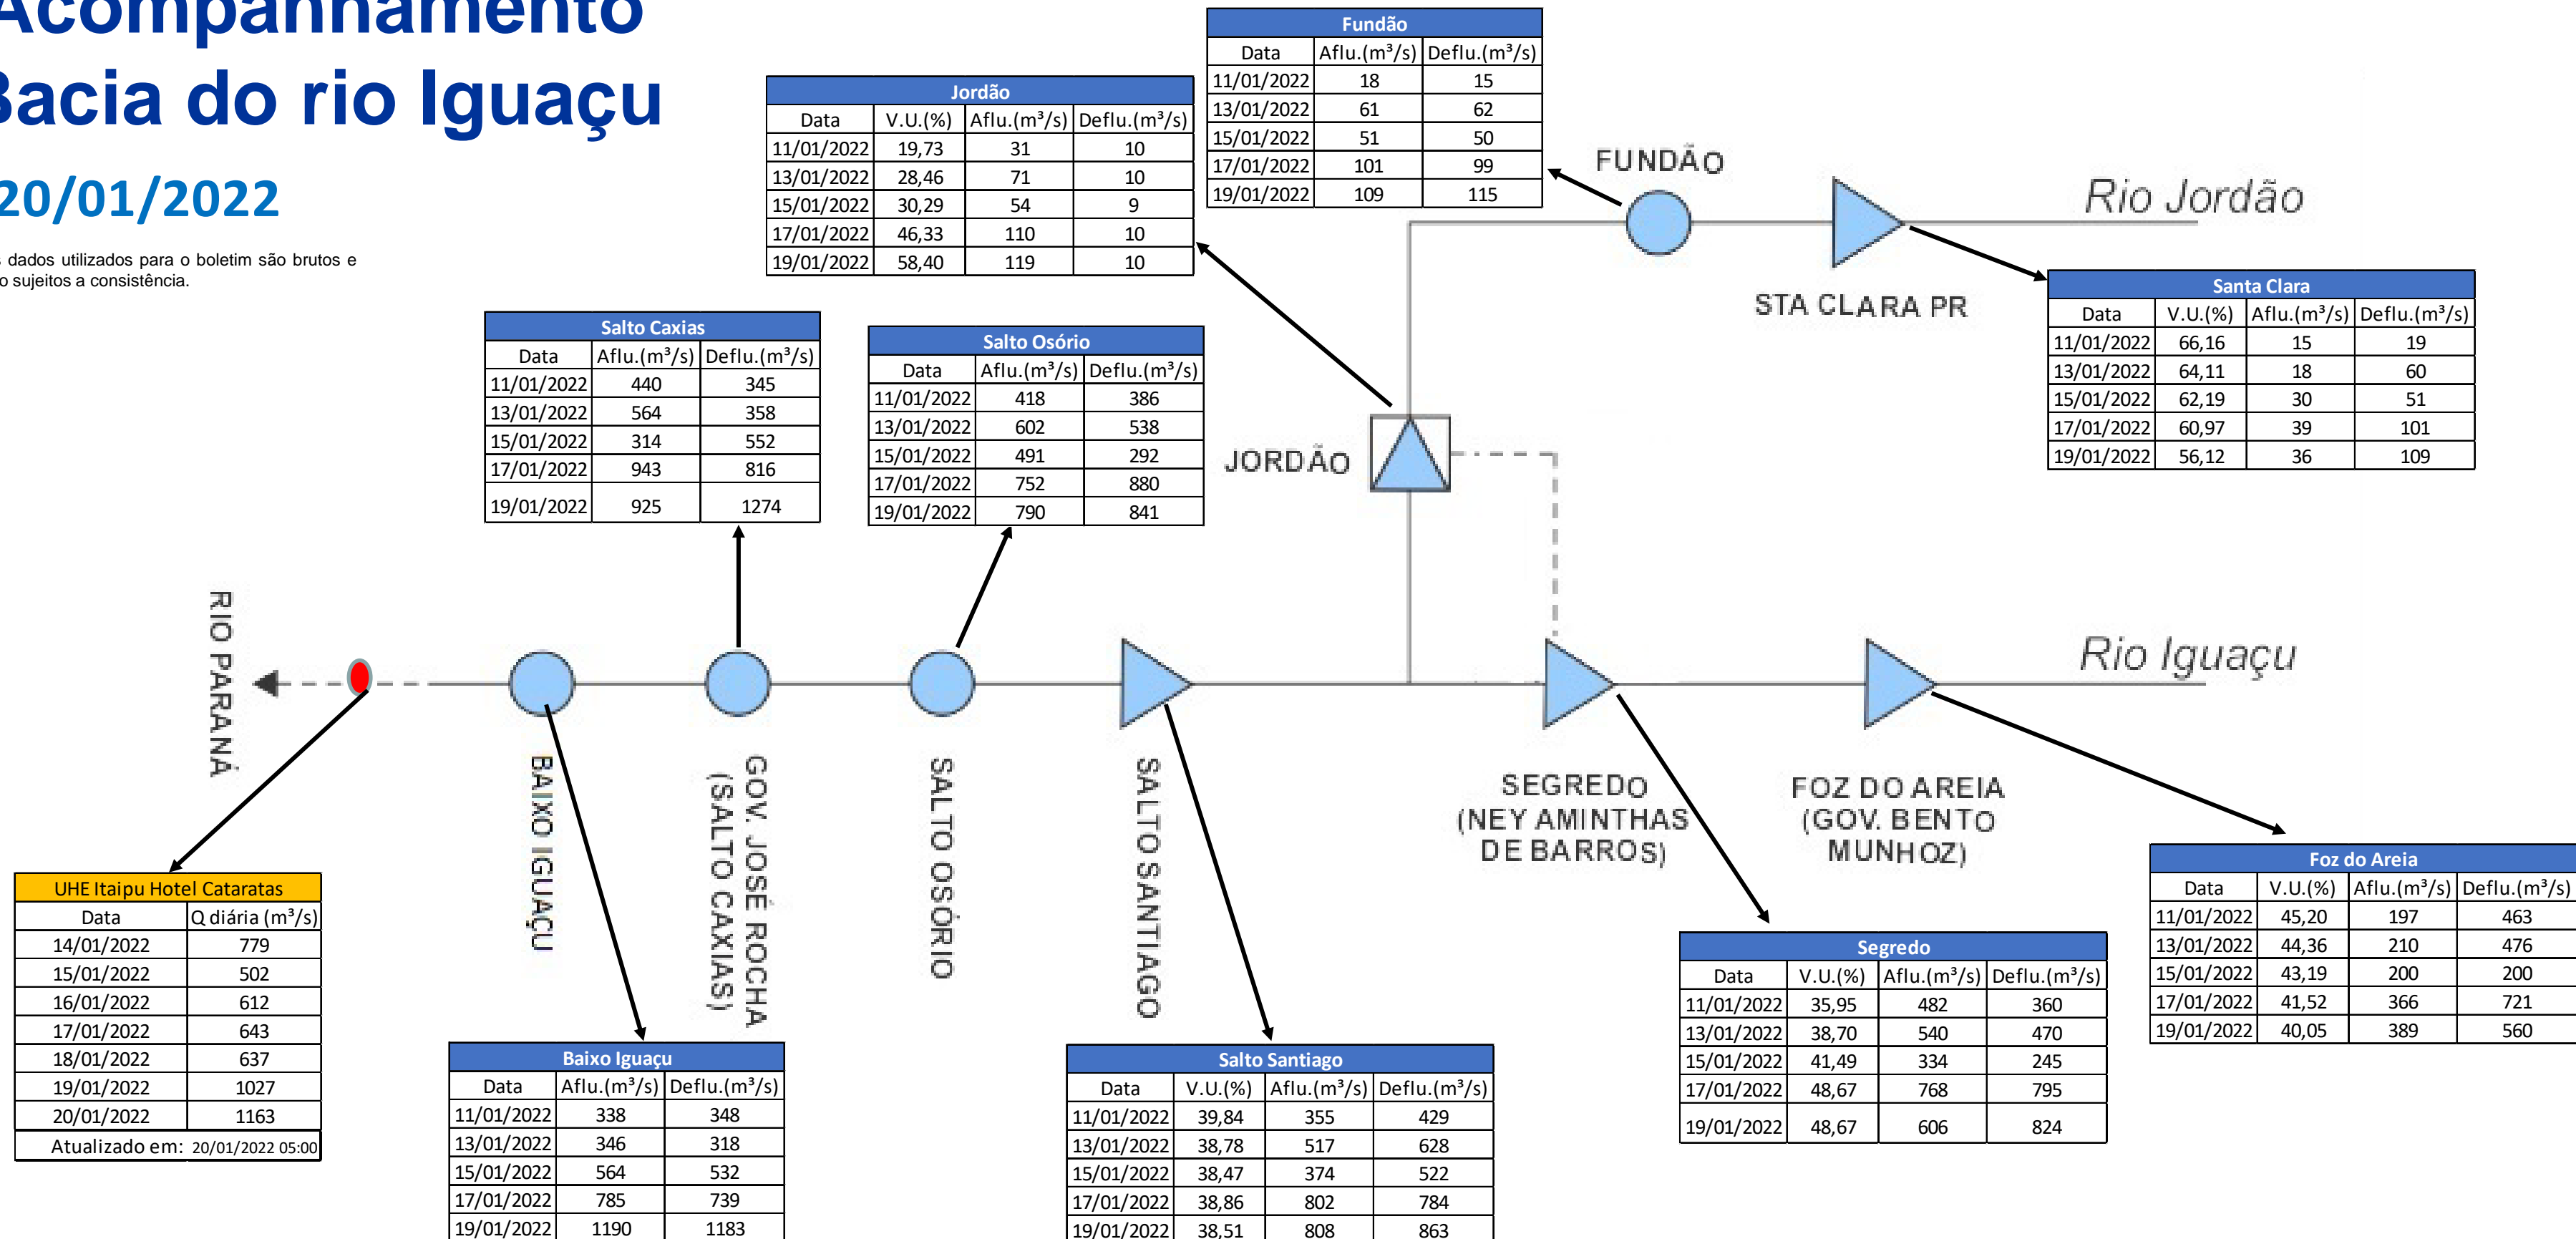 Acompanhamento
Bacia do rio Iguaçu
20/01/2022
s dados utilizados para o boletim são brutos e
o sujeitos a consistência.
Fundão
Data Aflu.(m³/s) Deflu.(m³/s)
11/01/2022 18 15
13/01/2022 61 62
15/01/2022 51 50
17/01/2022 101 99
19/01/2022 109 115
Jordão
Data V.U.(%) Aflu.(m³/s) Deflu.(m³/s)
11/01/2022 19,73 31 10
13/01/2022 28,46 71 10
15/01/2022 30,29 54 9
17/01/2022 46,33 110 10
19/01/2022 58,40 119 10
FUNDÃO
Rio Jordão
STA CLARA PR
Santa Clara
Data V.U.(%) Aflu.(m³/s) Deflu.(m³/s)
11/01/2022 66,16 15 19
13/01/2022 64,11 18 60
15/01/2022 62,19 30 51
17/01/2022 60,97 39 101
19/01/2022 56,12 36 109
Salto Caxias
Data Aflu.(m³/s) Deflu.(m³/s)
11/01/2022 440 345
13/01/2022 564 358
15/01/2022 314 552
17/01/2022 943 816
19/01/2022 925 1274
Salto Osório
Data Aflu.(m³/s) Deflu.(m³/s)
11/01/2022 418 386
13/01/2022 602 538
15/01/2022 491 292
17/01/2022 752 880
19/01/2022 790 841
JORDÃO
RIO PARANÁ
Rio Iguaçu
BAIXO IGUAÇU
GOV. JOSÉ ROCHA
(SALTO CAXIAS)
SALTO OSÓRIO
SALTO SANTIAGO
SEGREDO
(NEY AMINTHAS
DE BARROS)
FOZ DO AREIA
(GOV. BENTO
MUNHOZ)
Foz do Areia
Data V.U.(%) Aflu.(m³/s) Deflu.(m³/s)
11/01/2022 45,20 197 463
13/01/2022 44,36 210 476
15/01/2022 43,19 200 200
17/01/2022 41,52 366 721
19/01/2022 40,05 389 560
UHE Itaipu Hotel Cataratas
Data Q diária (m³/s)
14/01/2022 779
15/01/2022 502
16/01/2022 612
17/01/2022 643
18/01/2022 637
19/01/2022 1027
20/01/2022 1163
Atualizado em: 20/01/2022 05:00
Segredo
Data V.U.(%) Aflu.(m³/s) Deflu.(m³/s)
11/01/2022 35,95 482 360
13/01/2022 38,70 540 470
15/01/2022 41,49 334 245
17/01/2022 48,67 768 795
19/01/2022 48,67 606 824
Baixo Iguaçu
Data Aflu.(m³/s) Deflu.(m³/s)
11/01/2022 338 348
13/01/2022 346 318
15/01/2022 564 532
17/01/2022 785 739
19/01/2022 1190 1183
Salto Santiago
Data V.U.(%) Aflu.(m³/s) Deflu.(m³/s)
11/01/2022 39,84 355 429
13/01/2022 38,78 517 628
15/01/2022 38,47 374 522
17/01/2022 38,86 802 784
19/01/2022 38,51 808 863